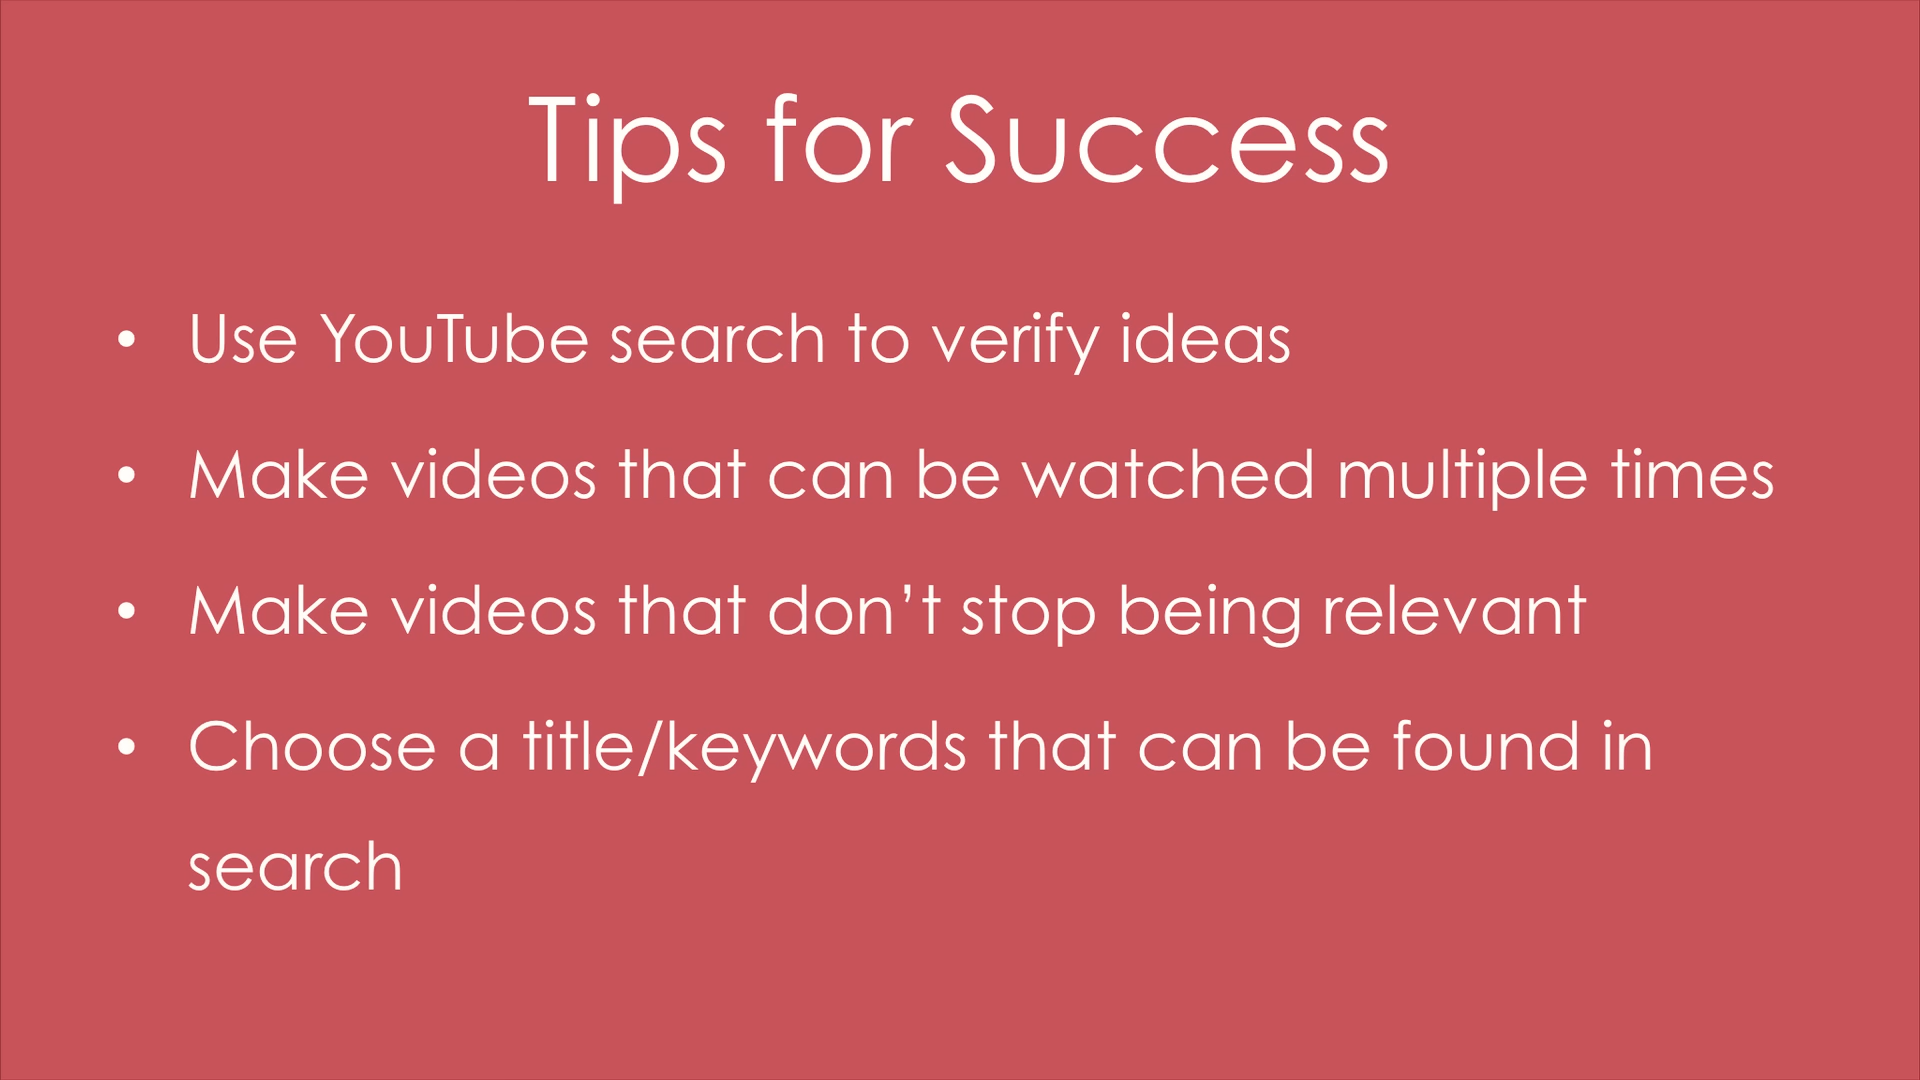 Tips for Success
• Use YouTube search to verify ideas
• Make videos that can be watched multiple times
• Make videos that don’t stop being relevant
• Choose a title/keywords that can be found in
search